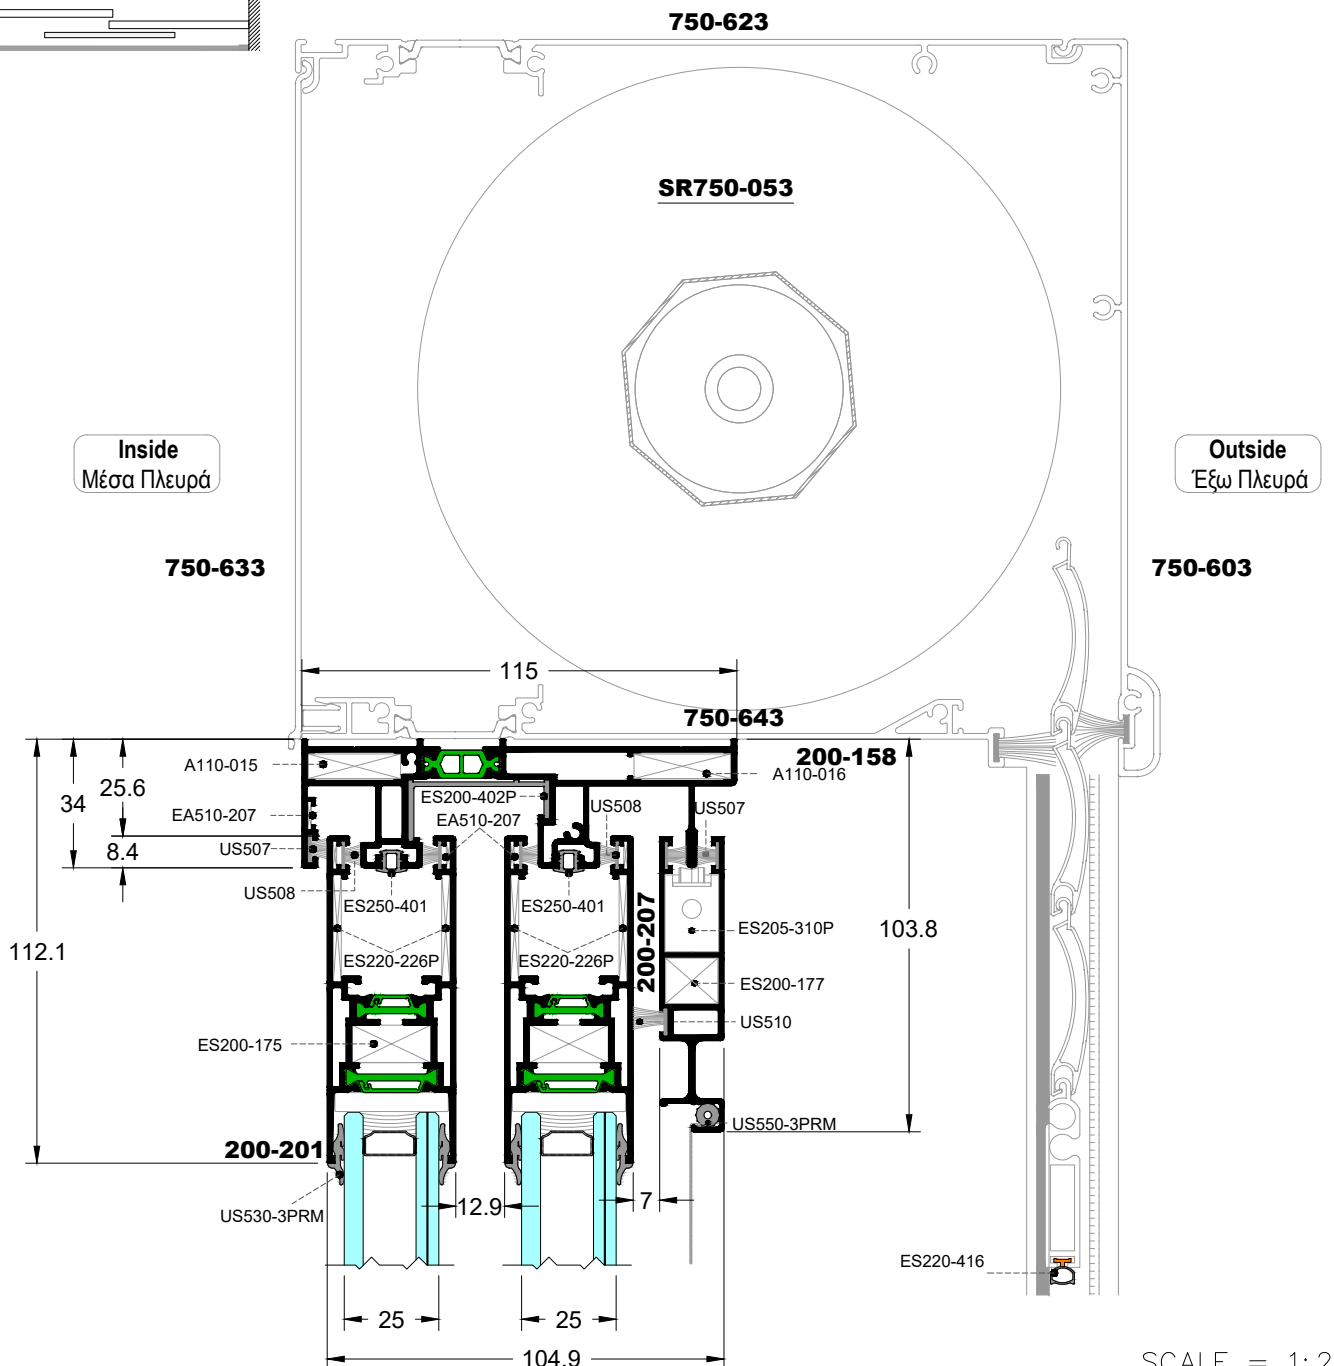 750-623
SR750-053
Inside
Μέσα Πλευρά
Outside
Έξω Πλευρά
750-633
750-603
115
750-643
200-158
A110-015
A110-016
25.6
34
ES200-402P
US508
US507
EA510-207
EA510-207
8.4
US507
US508
ES250-401
ES250-401
200-207
ES205-310P
103.8
112.1
ES220-226P
ES220-226P
ES200-177
US510
ES200-175
US550-3PRM
200-201
US530-3PRM
12.9
7
ES220-416
25
25
104.9
SCALE = 1:2